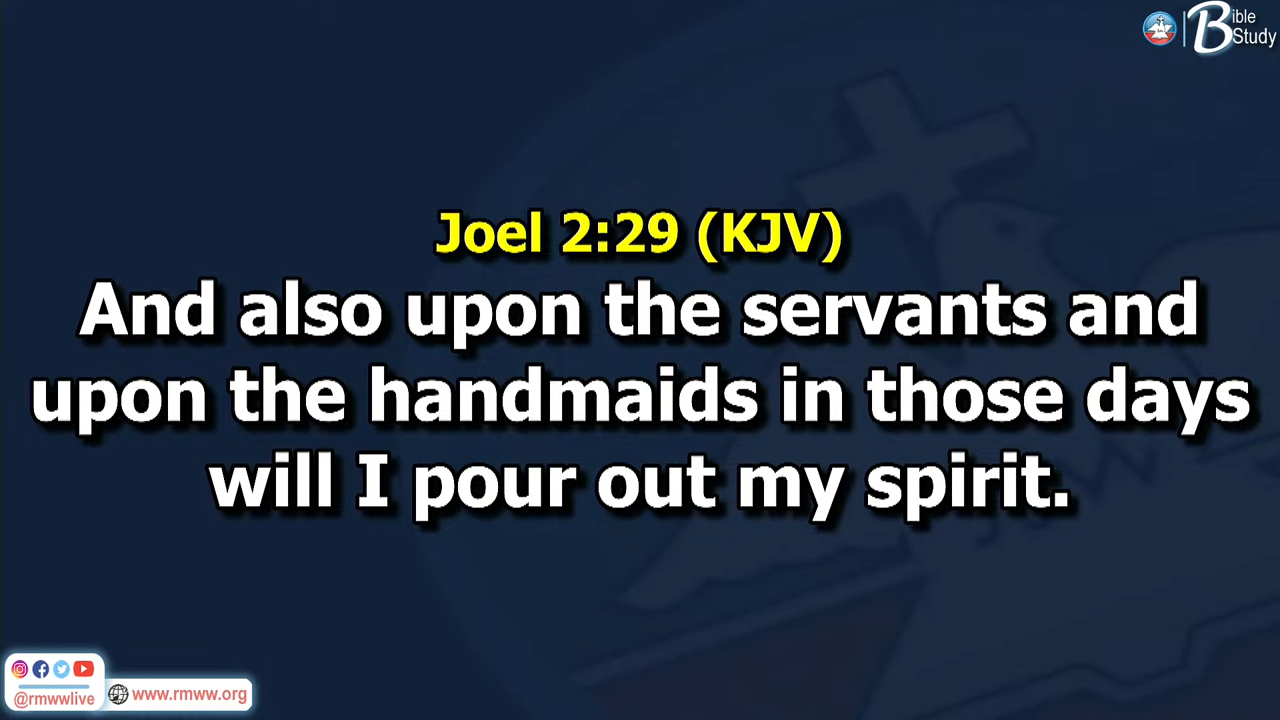 Bible
Study
Joel 2:29 (KJV)
And also upon the servants and
upon the handmaids in those days
will I pour out my spirit.
@rmwwlive
www.rmww.org